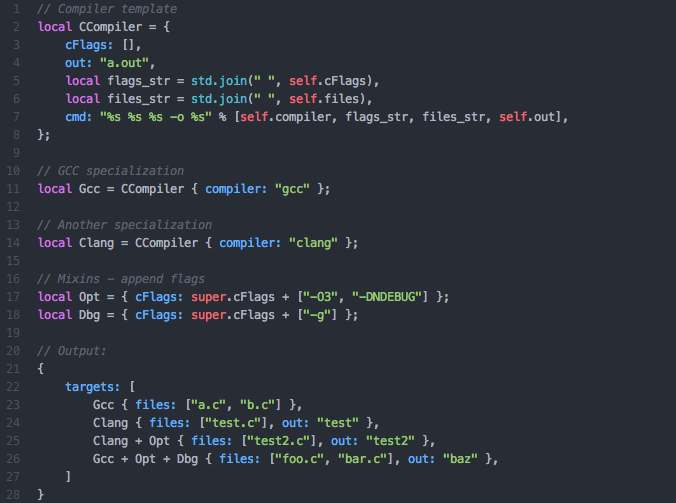 1 // Compiler template
2 local CCompiler = {
3     cFlags: [],
4     out: "a.out",
5     local flags_str = std.join(" ", self.cFlags),
6     local files_str = std.join(" ", self.files),
7     cmd: "%s %s %s -o %s" % [self.compiler, flags_str, files_str, self.out],
8 };
9
10 // GCC specialization
11 local Gcc = CCompiler { compiler: "gcc" };
12
13 // Another specialization
14 local Clang = CCompiler { compiler: "clang" };
15
16 // Mixins - append flags
17 local Opt = { cFlags: super.cFlags + ["-O3", "-DNDEBUG"] };
18 local Dbg = { cFlags: super.cFlags + ["-g"] };
19
20 // Output:
21 {
22     targets: [
23         Gcc { files: ["a.c", "b.c"] },
24         Clang { files: ["test.c"], out: "test" },
25         Clang + Opt { files: ["test2.c"], out: "test2" },
26         Gcc + Opt + Dbg { files: ["foo.c", "bar.c"], out: "baz" },
27     ]
28 }